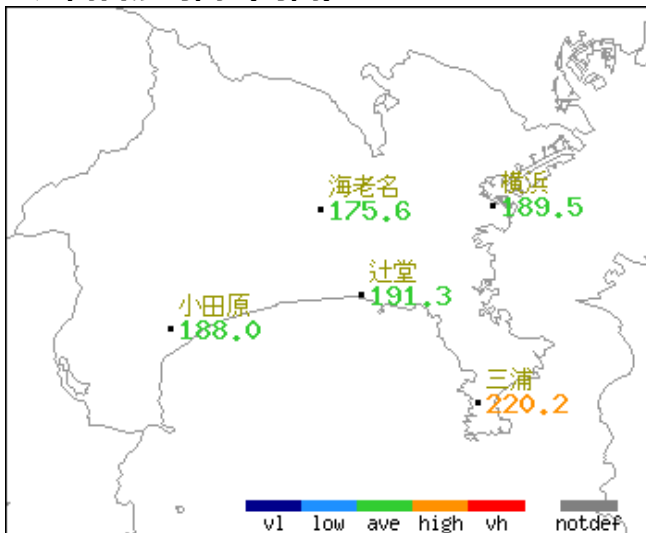 海老名
175.6
横浜
189.5
辻堂
191.3
小田原
188.0
三浦
220.2
vl low ave high vh notdef